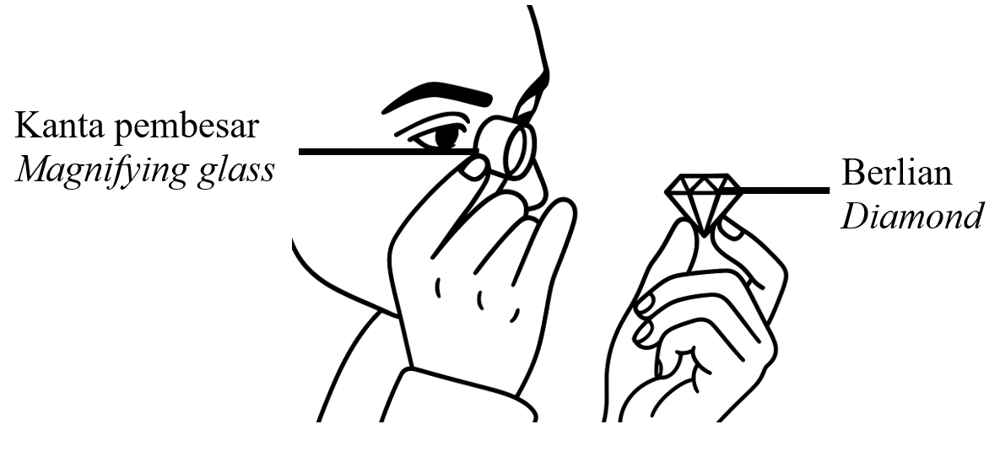 Kanta pembesar
Magnifying glass
Berlian
Diamond